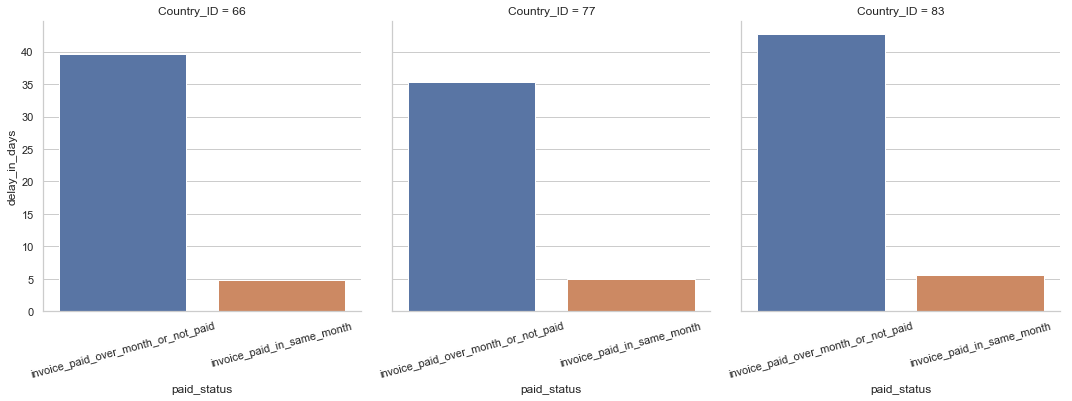 Country_ID = 66
Country_ID = 77
Country_ID = 83
delay_in_days
40
35
30
25
20
15
10
5
0
invoice_paid_over_month_or_not_paid
invoice_paid_in_same_month
invoice_paid_over_month_or_not_paid
invoice_paid_in_same_month
invoice_paid_over_month_or_not_paid
invoice_paid_in_same_month
paid_status
paid_status
paid_status